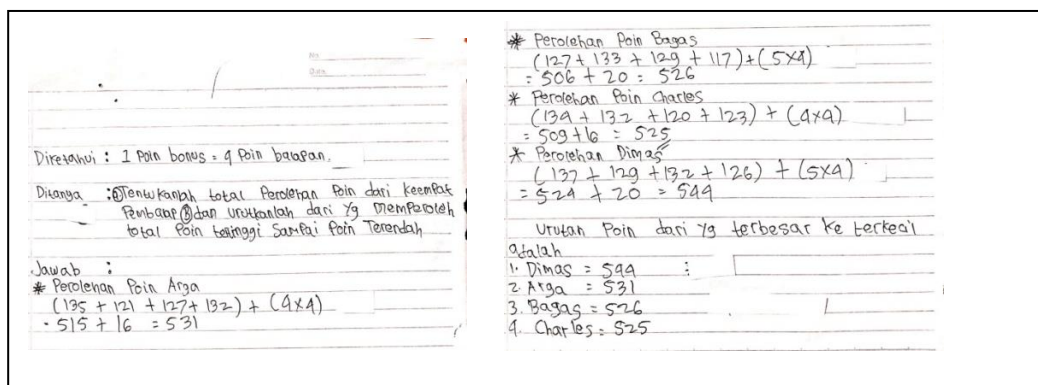 No
Date
Diketahui : 1 Poin bonus = 4 Poin balapan.
Ditanya : ① Tentukanlah total Perolehan Poin dari keempat
Pembalap ② dan urutkanlah dari yg memperoleh
total Poin tertinggi Sampai Poin Terendah
Jawab :
* Perolehan Poin Arga
(135 + 121 + 127 + 132) + (4x4)
= 515 + 16 = 531
* Perolehan Poin Bagas
(127 + 133 + 129 + 117) + (5x4)
= 506 + 20 = 526
* Perolehan Poin Charles
(134 + 132 + 120 + 123) + (4x4)
= 509 + 16 = 525
* Perolehan Dimas
(137 + 129 + 132 + 126) + (5x4)
= 524 + 20 = 544
Urutan Poin dari yg terbesar ke terkecil
adalah :
1. Dimas = 544
2. Arga = 531
3. Bagas = 526
4. Charles = 525